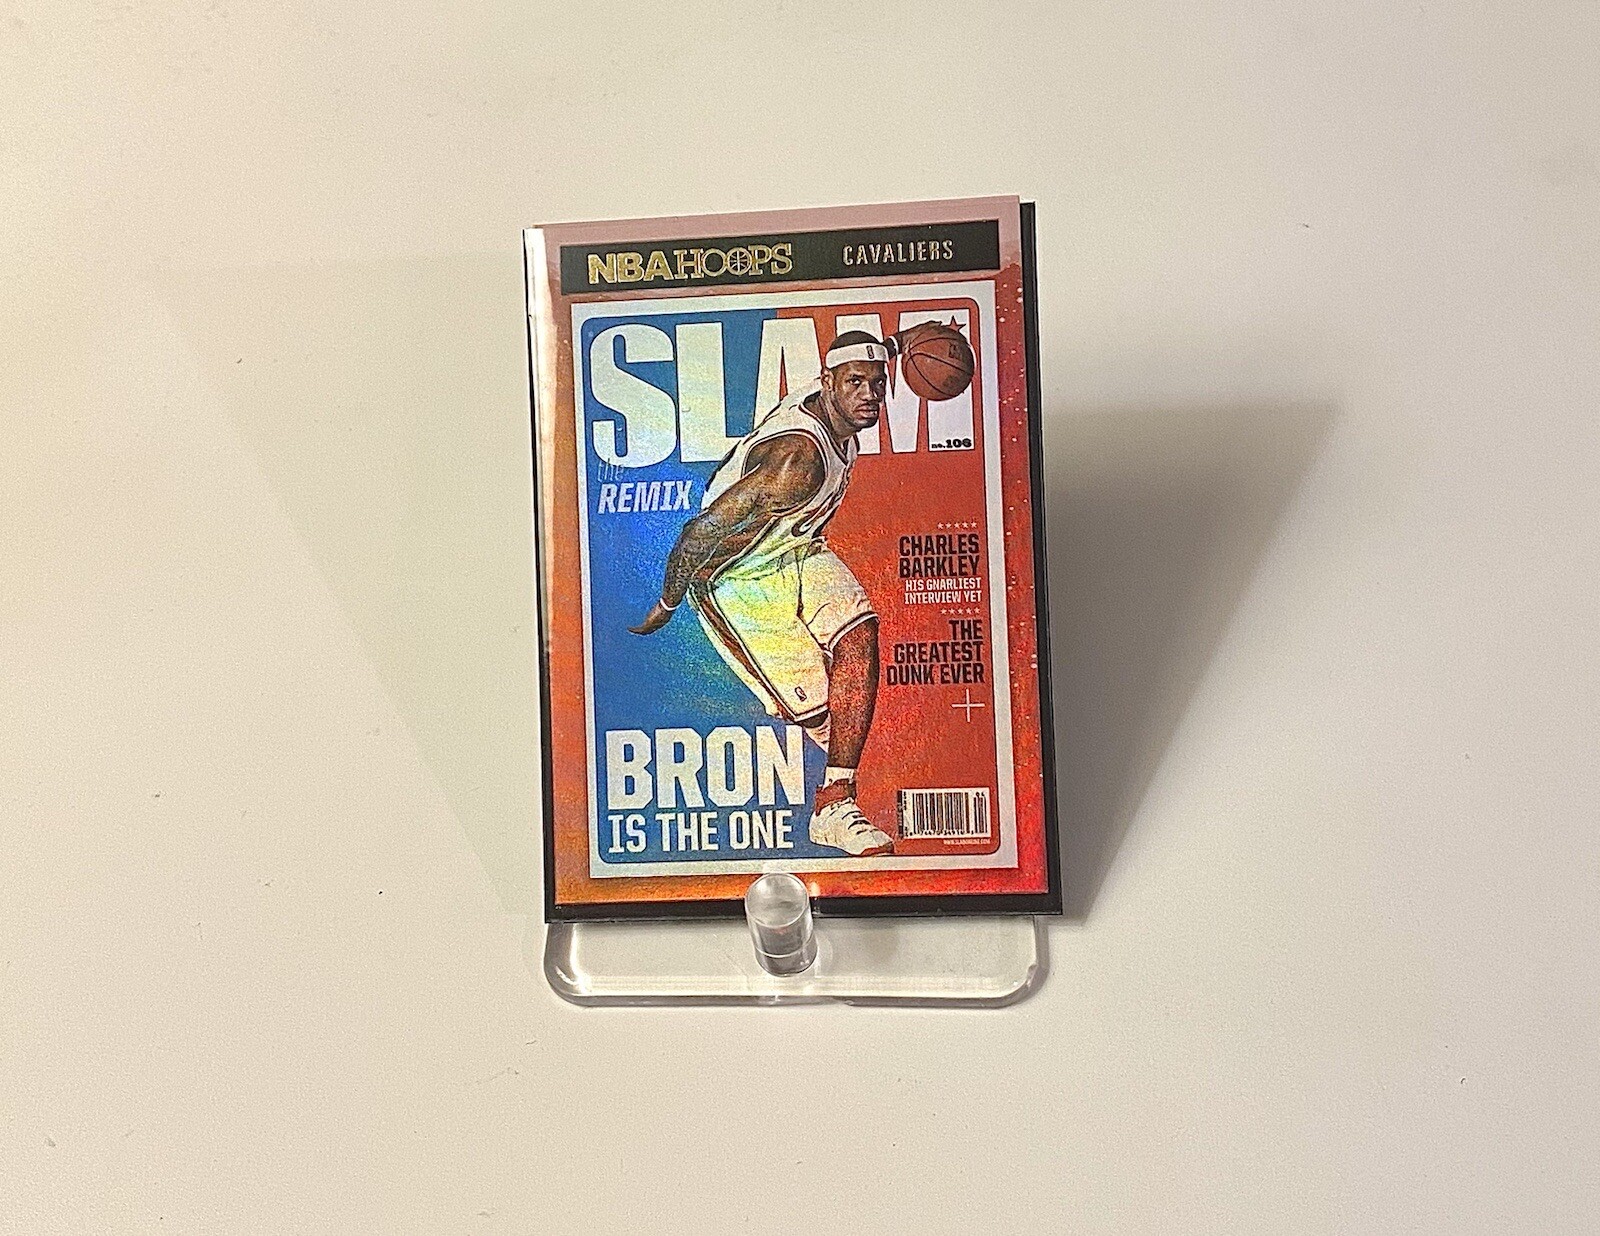 NBA HOOPS CAVALIERS
SLAM
no.106
the
REMIX
CHARLES
BARKLEY
HIS GNARLIEST
INTERVIEW YET
THE
GREATEST
DUNK EVER
BRON
IS THE ONE